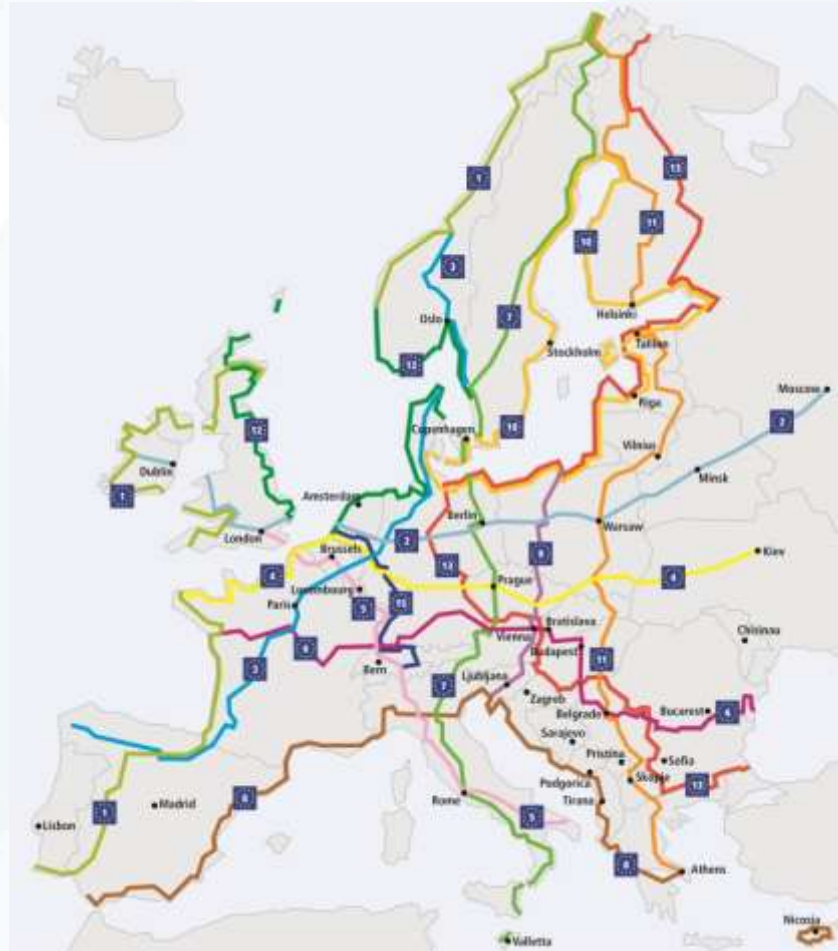 1
13
3
10
11
Oslo
7
Helsinki
12
Stockholm
Tallinn
Moscow
Riga
2
12
Copenhagen
10
Vilnius
Dublin
Minsk
1
Amsterdam
London
Berlin
2
Warsaw
Brussels
9
Kiev
4
13
4
Luxembourg
Prague
Paris
5
15
Bratislava
Chisinau
6
Vienna
Budapest
3
Bern
11
7
Ljubljana
Zagreb
Belgrade
Bucarest
6
Sarajevo
Pristina
Sofia
Skopje
13
Podgorica
Madrid
8
Rome
Tirana
1
5
Lisbon
8
Athens
Nicosia
Valletta